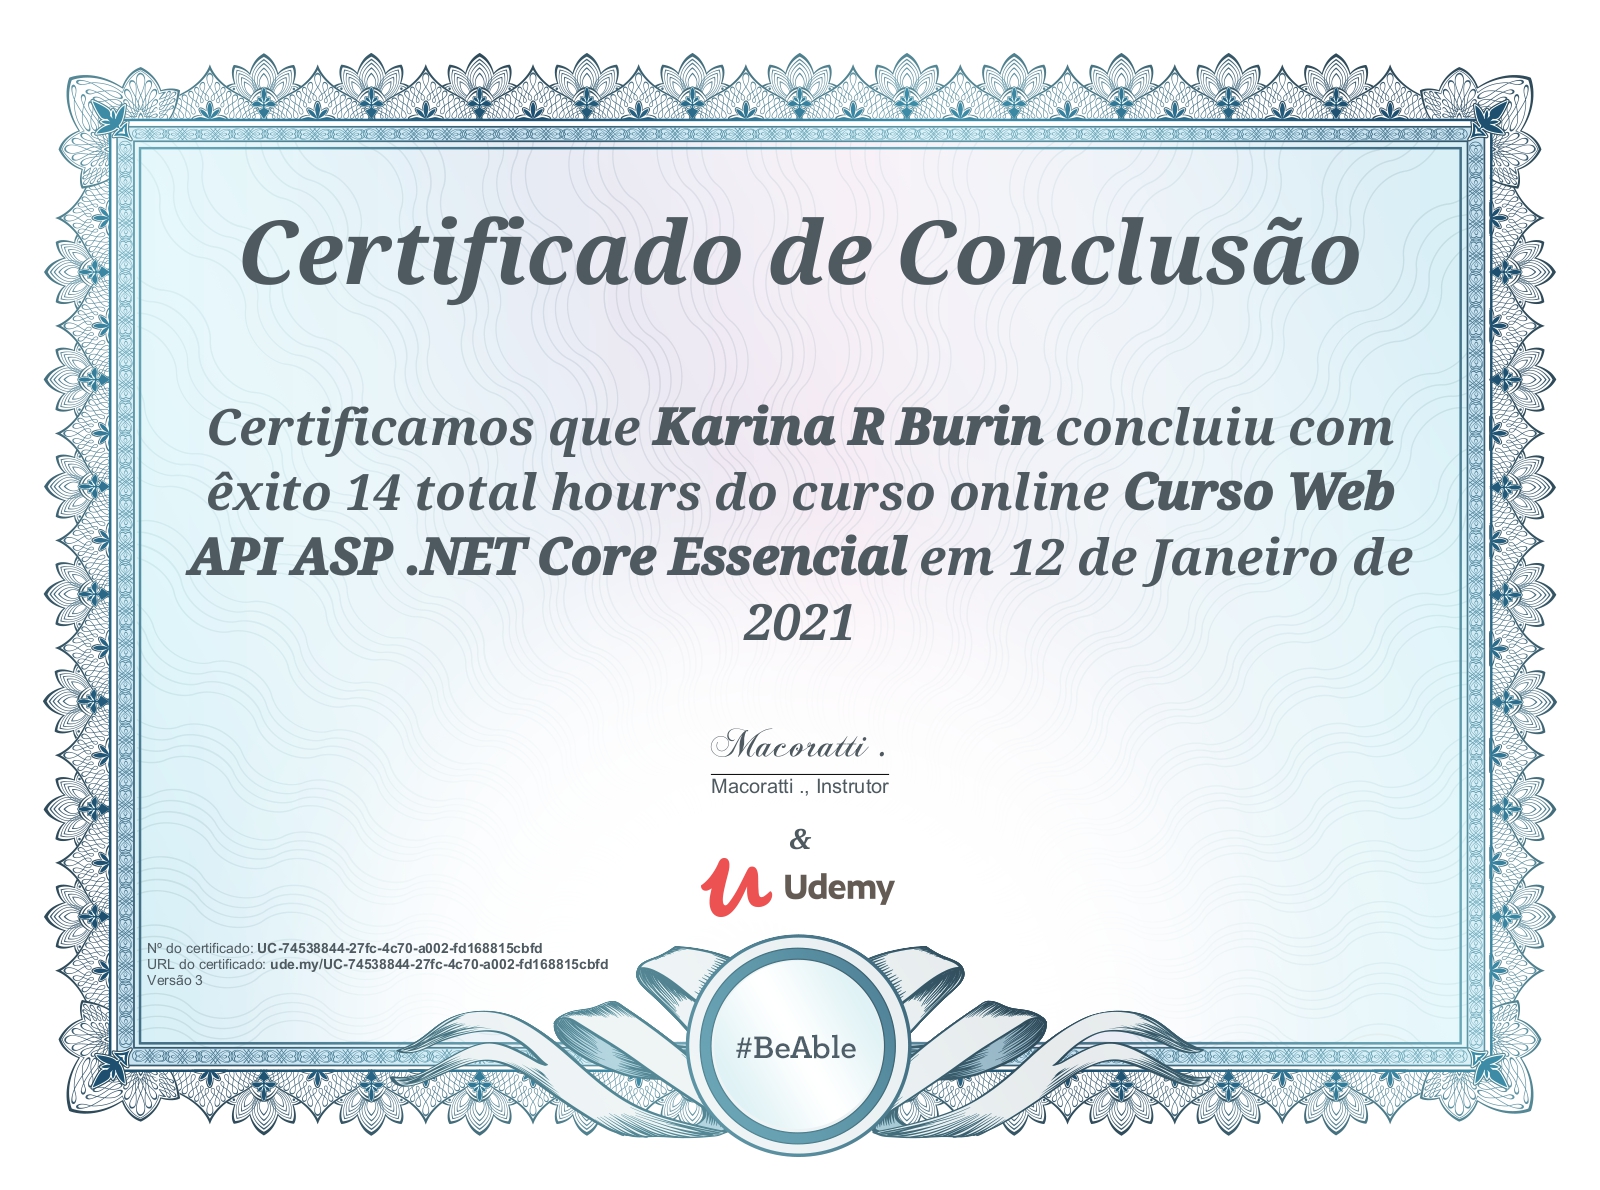 Certificado de Conclusão
Certificamos que Karina R Burin concluiu com
êxito 14 total hours do curso online Curso Web
API ASP .NET Core Essencial em 12 de Janeiro de
2021
Macoratti .
Macoratti ., Instrutor
&
Udemy
Nº do certificado: UC-74538844-27fc-4c70-a002-fd168815cbfd
URL do certificado: ude.my/UC-74538844-27fc-4c70-a002-fd168815cbfd
Versão 3
#BeAble